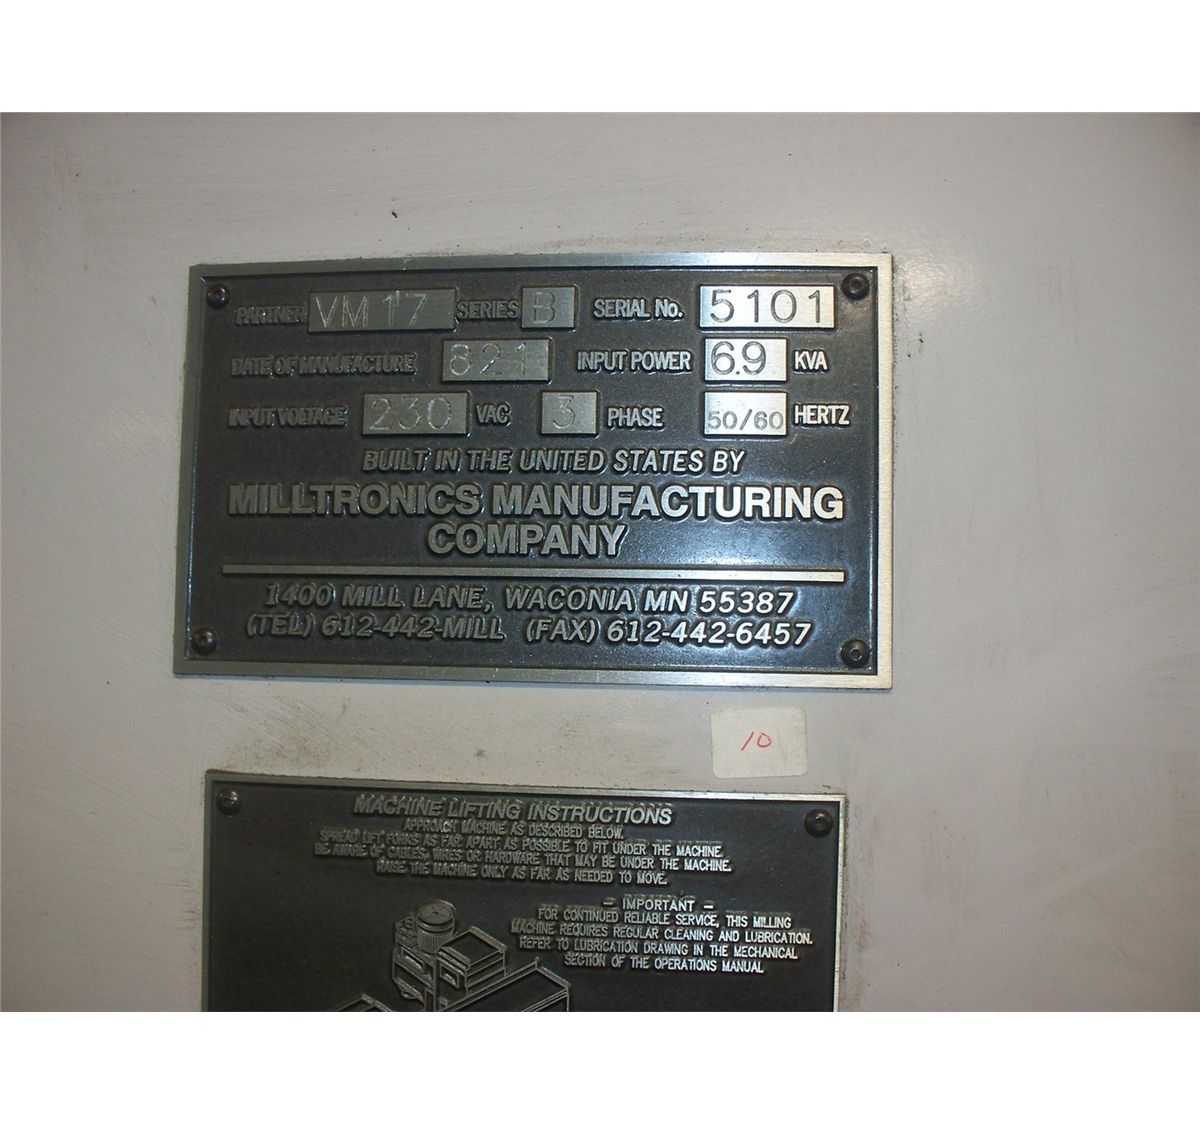 PARTNER VM17 SERIES B SERIAL No. 5101
DATE OF MANUFACTURE 821 INPUT POWER 6.9 KVA
INPUT VOLTAGE 230 VAC 3 PHASE 50/60 HERTZ
BUILT IN THE UNITED STATES BY
MILLTRONICS MANUFACTURING
COMPANY
1400 MILL LANE, WACONIA MN 55387
(TEL) 612-442-MILL (FAX) 612-442-6457
10
MACHINE LIFTING INSTRUCTIONS
APPROACH MACHINE AS DESCRIBED BELOW.
SPREAD LIFT FORKS AS FAR APART AS POSSIBLE TO FIT UNDER THE MACHINE
BE AWARE OF CABLES, WIRES OR HARDWARE THAT MAY BE UNDER THE MACHINE.
RAISE THE MACHINE ONLY AS FAR AS NEEDED TO MOVE.
- IMPORTANT -
FOR CONTINUED RELIABLE SERVICE, THIS MILLING
MACHINE REQUIRES REGULAR CLEANING AND LUBRICATION.
REFER TO LUBRICATION DRAWING IN THE MECHANICAL
SECTION OF THE OPERATIONS MANUAL